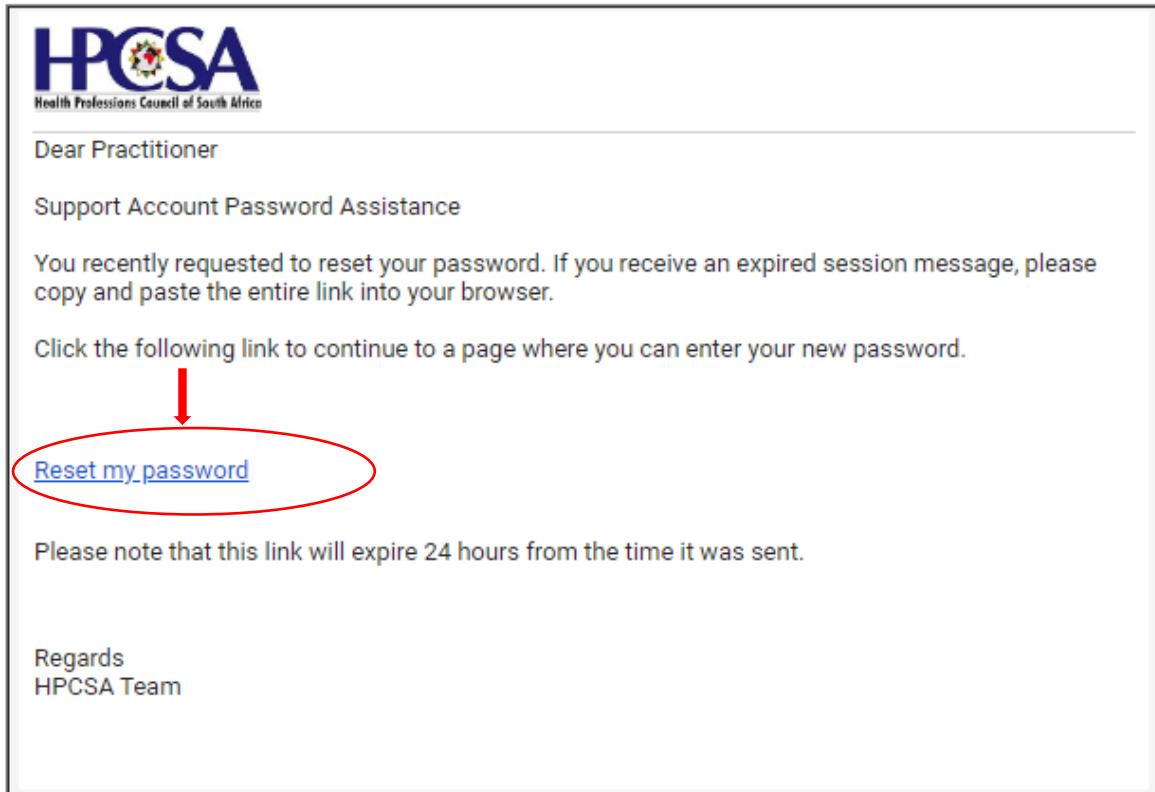 HPCSA
Health Professions Council of South Africa
Dear Practitioner
Support Account Password Assistance
You recently requested to reset your password. If you receive an expired session message, please
copy and paste the entire link into your browser.
Click the following link to continue to a page where you can enter your new password.
Reset my password
Please note that this link will expire 24 hours from the time it was sent.
Regards
HPCSA Team